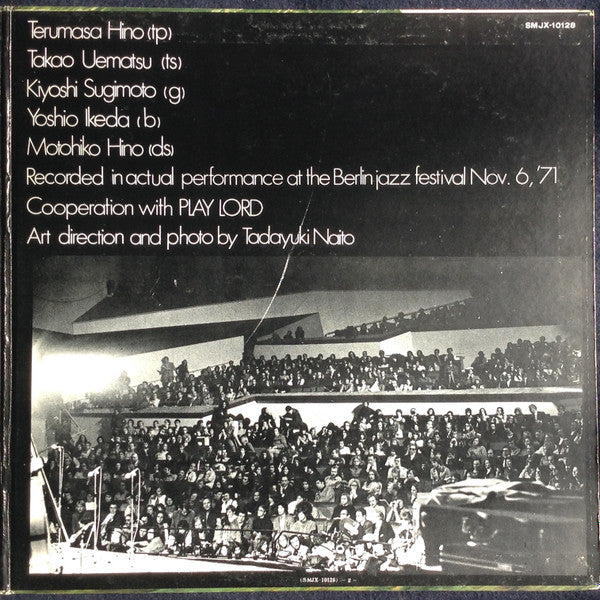 SMJX-10128
Terumasa Hino (tp)
Takao Uematsu (ts)
Kiyoshi Sugimoto (g)
Yoshio Ikeda (b)
Motohiko Hino (ds)
Recorded in actual performance at the Berlin jazz festival Nov. 6, '71
Cooperation with PLAY LORD
Art direction and photo by Tadayuki Naito
(SMJX-10128) — g —